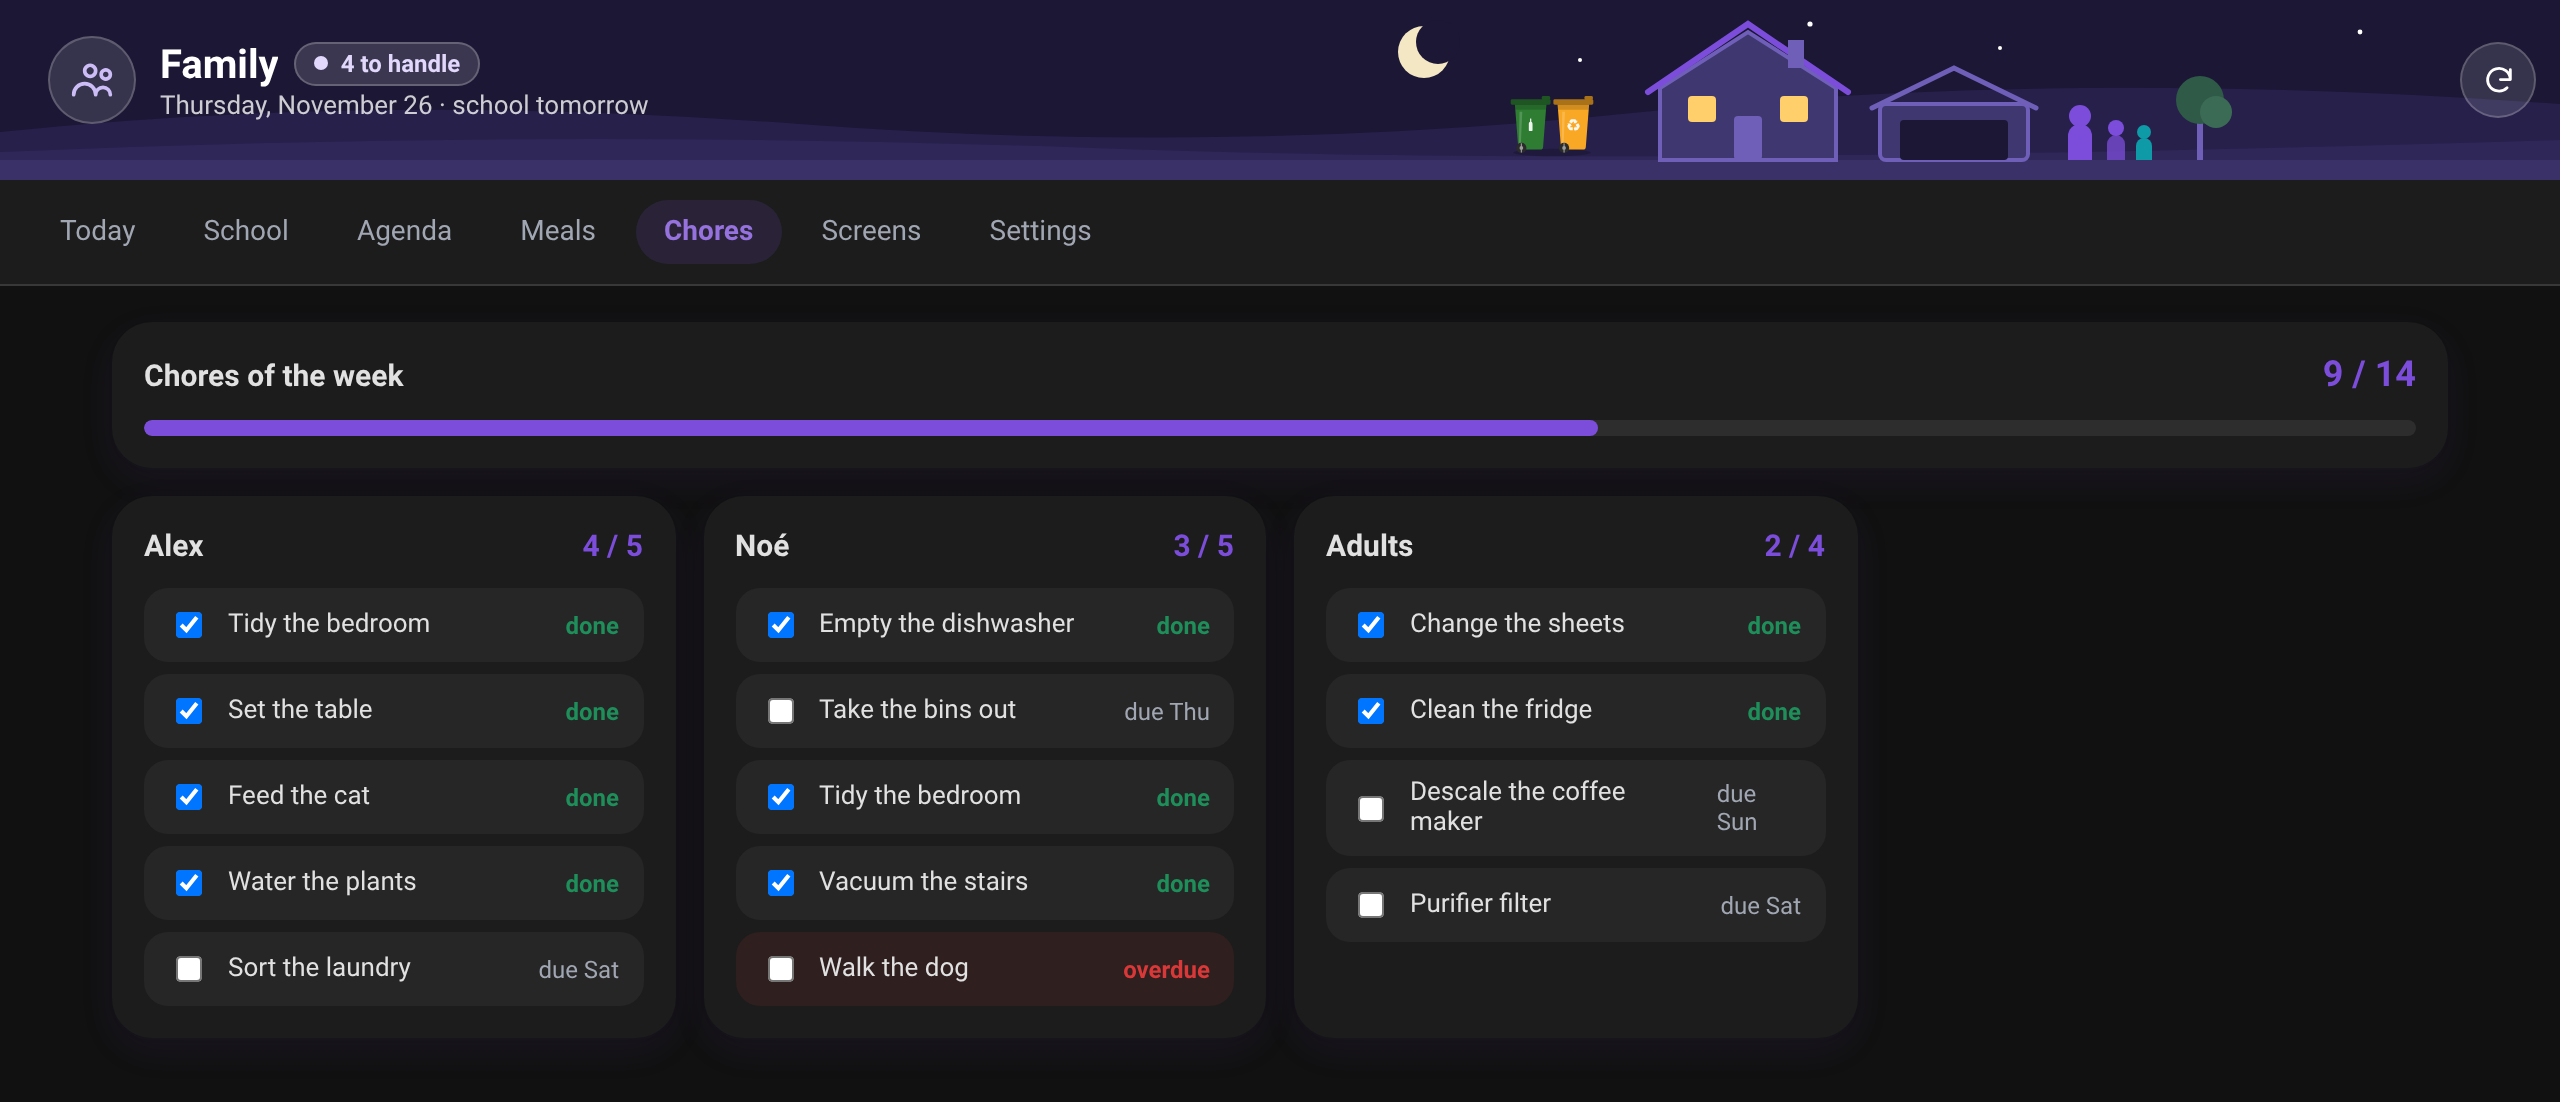 Family
4 to handle
Thursday, November 26 · school tomorrow
Today
School
Agenda
Meals
Chores
Screens
Settings
Chores of the week
9 / 14
Alex
4 / 5
Tidy the bedroom
done
Set the table
done
Feed the cat
done
Water the plants
done
Sort the laundry
due Sat
Noé
3 / 5
Empty the dishwasher
done
Take the bins out
due Thu
Tidy the bedroom
done
Vacuum the stairs
done
Walk the dog
overdue
Adults
2 / 4
Change the sheets
done
Clean the fridge
done
Descale the coffee
maker
due
Sun
Purifier filter
due Sat